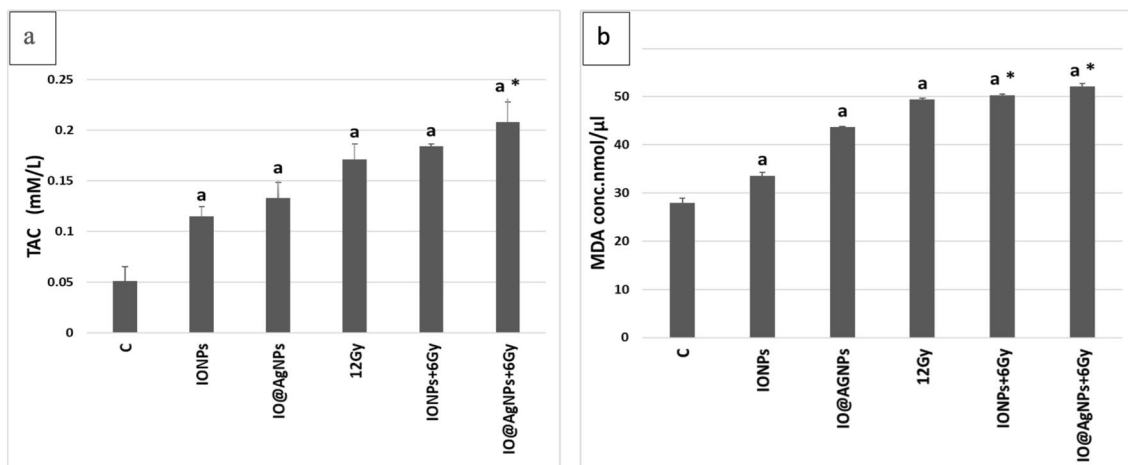 a
TAC (mM/L)
0.25
0.2
0.15
0.1
0.05
0
a
a
a
a
a *
C
IONPs
IO@AgNPs
12Gy
IONPs+6Gy
IO@AgNPs+6Gy
b
MDA conc.nmol/µl
50
40
30
20
10
0
a
a
a
a *
a *
C
IONPs
IO@AGNPs
12Gy
IONPs+6Gy
IO@AgNPs+6Gy